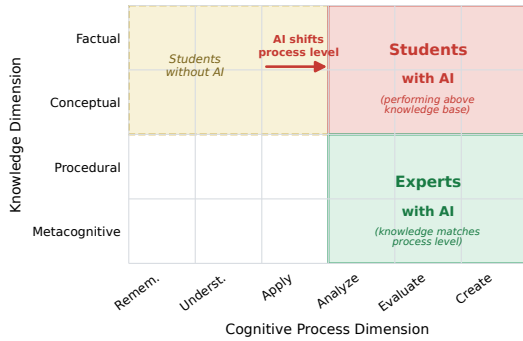 Knowledge Dimension
Factual
Conceptual
Procedural
Metacognitive
Students
without AI
AI shifts
process level
Students
with AI
(performing above
knowledge base)
Experts
with AI
(knowledge matches
process level)
Remem.
Underst.
Apply
Analyze
Evaluate
Create
Cognitive Process Dimension